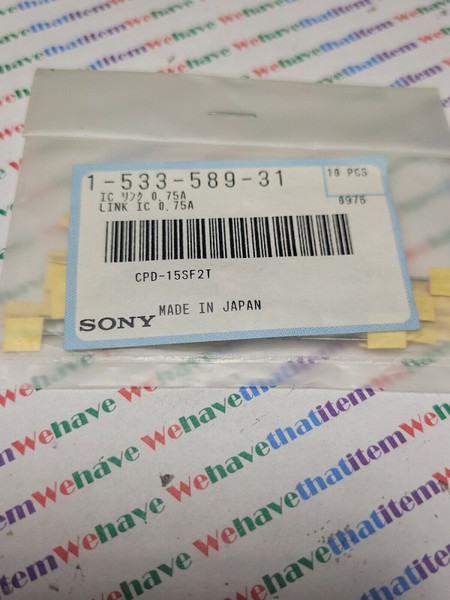 1-533-589-31
10 PCS
IC リンク 0.75A
0976
LINK IC 0.75A
CPD-15SF2T
SONY MADE IN JAPAN
Wehavethatitem